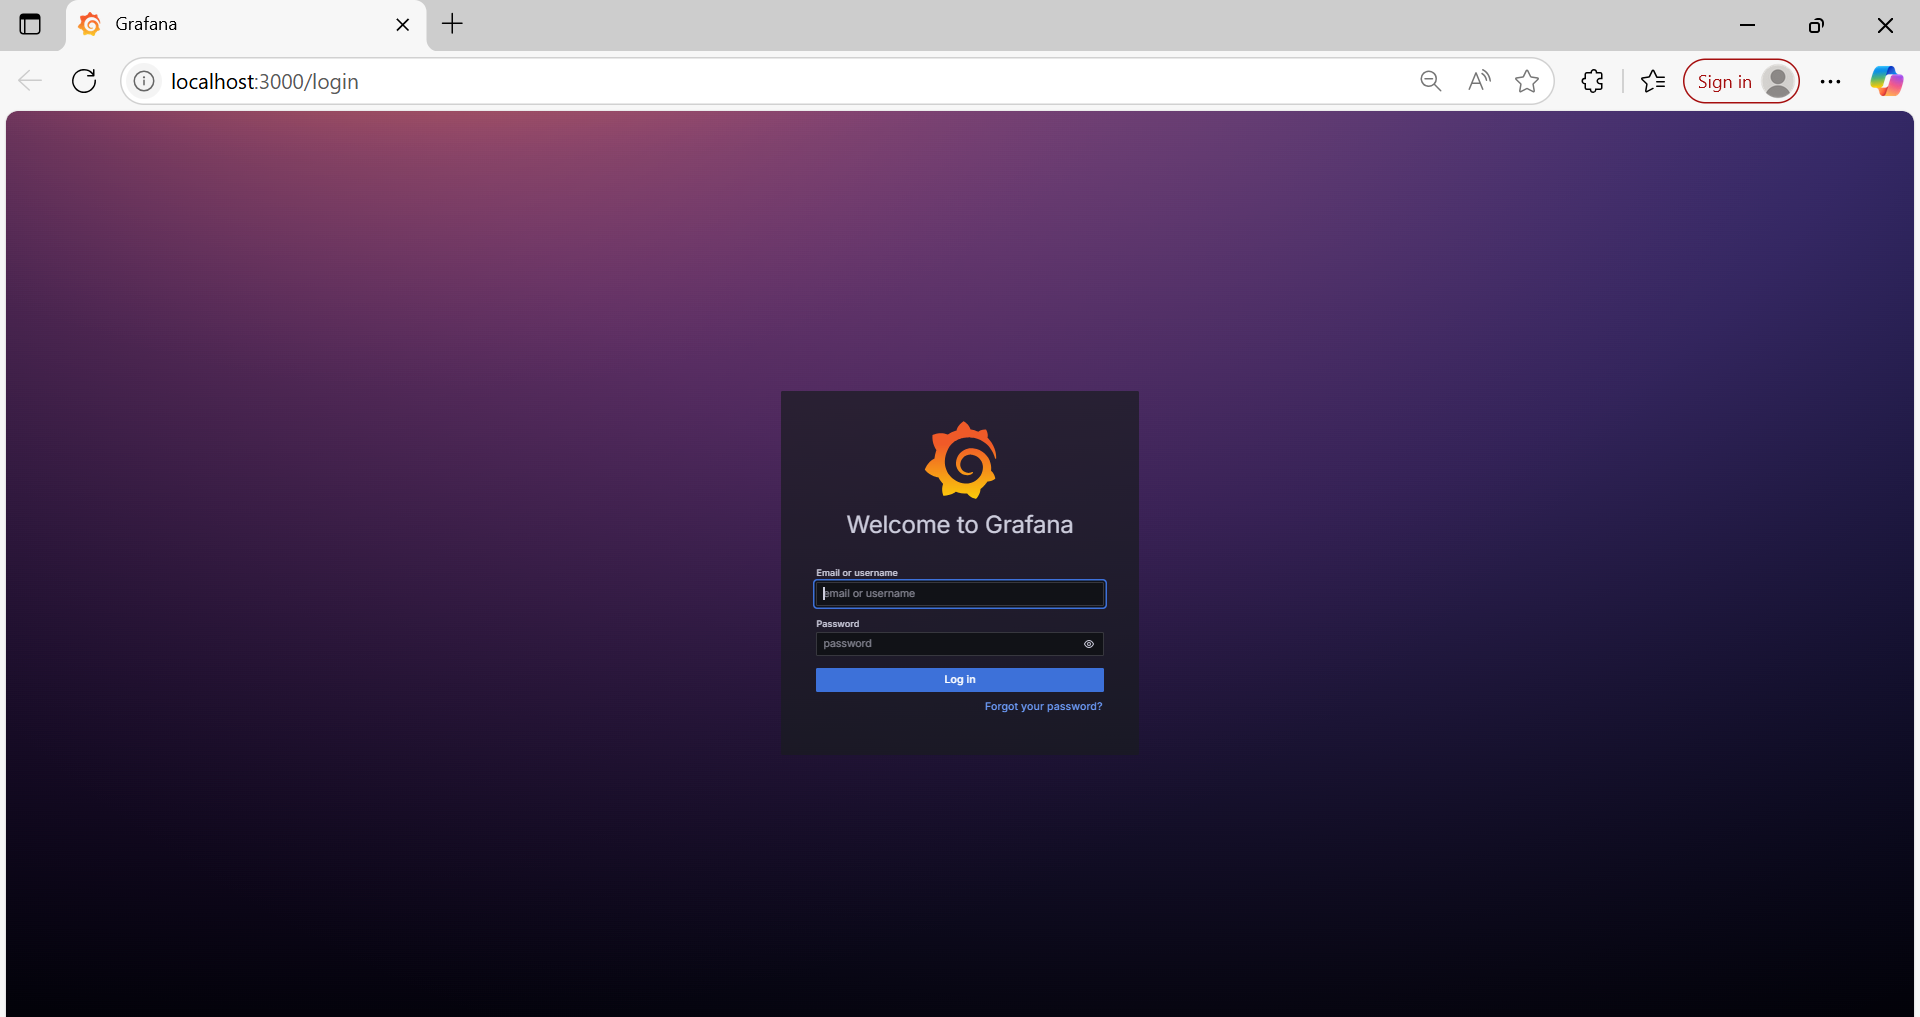 Grafana
localhost:3000/login
Sign in
Welcome to Grafana
Email or username
email or username
Password
password
Log in
Forgot your password?